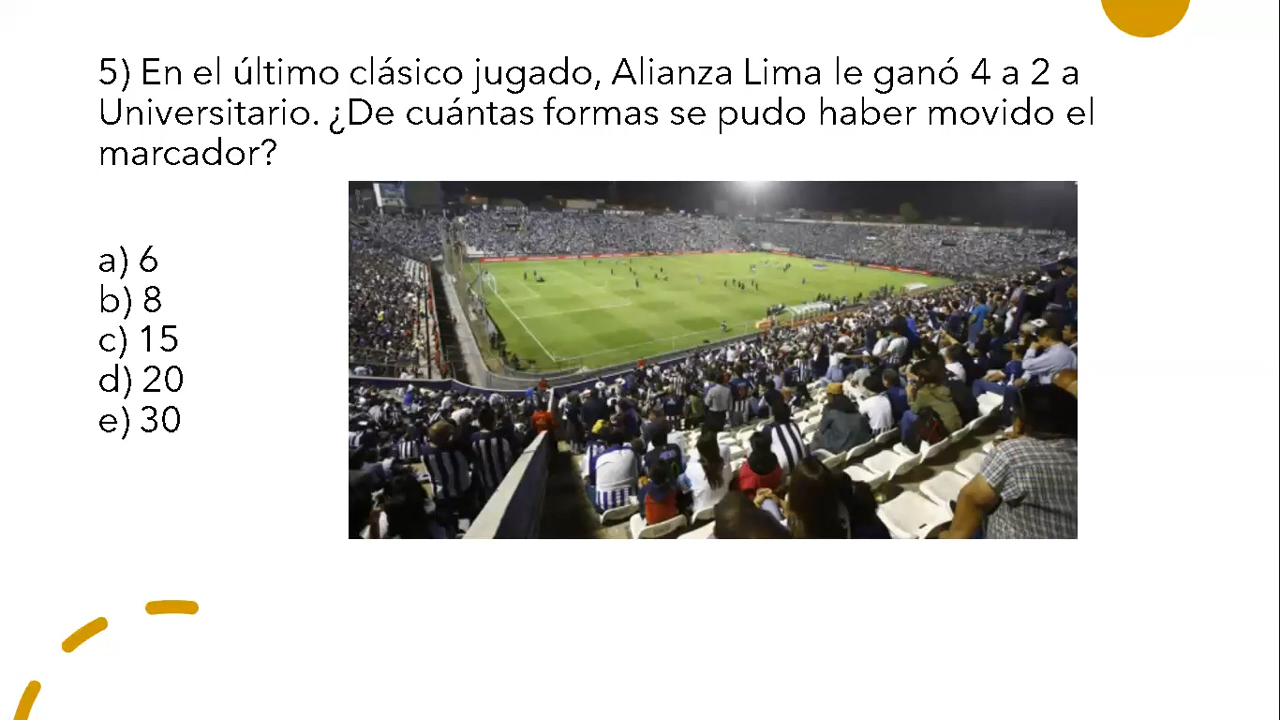 5) En el último clásico jugado, Alianza Lima le ganó 4 a 2 a
Universitario. ¿De cuántas formas se pudo haber movido el
marcador?
a) 6
b) 8
c) 15
d) 20
e) 30